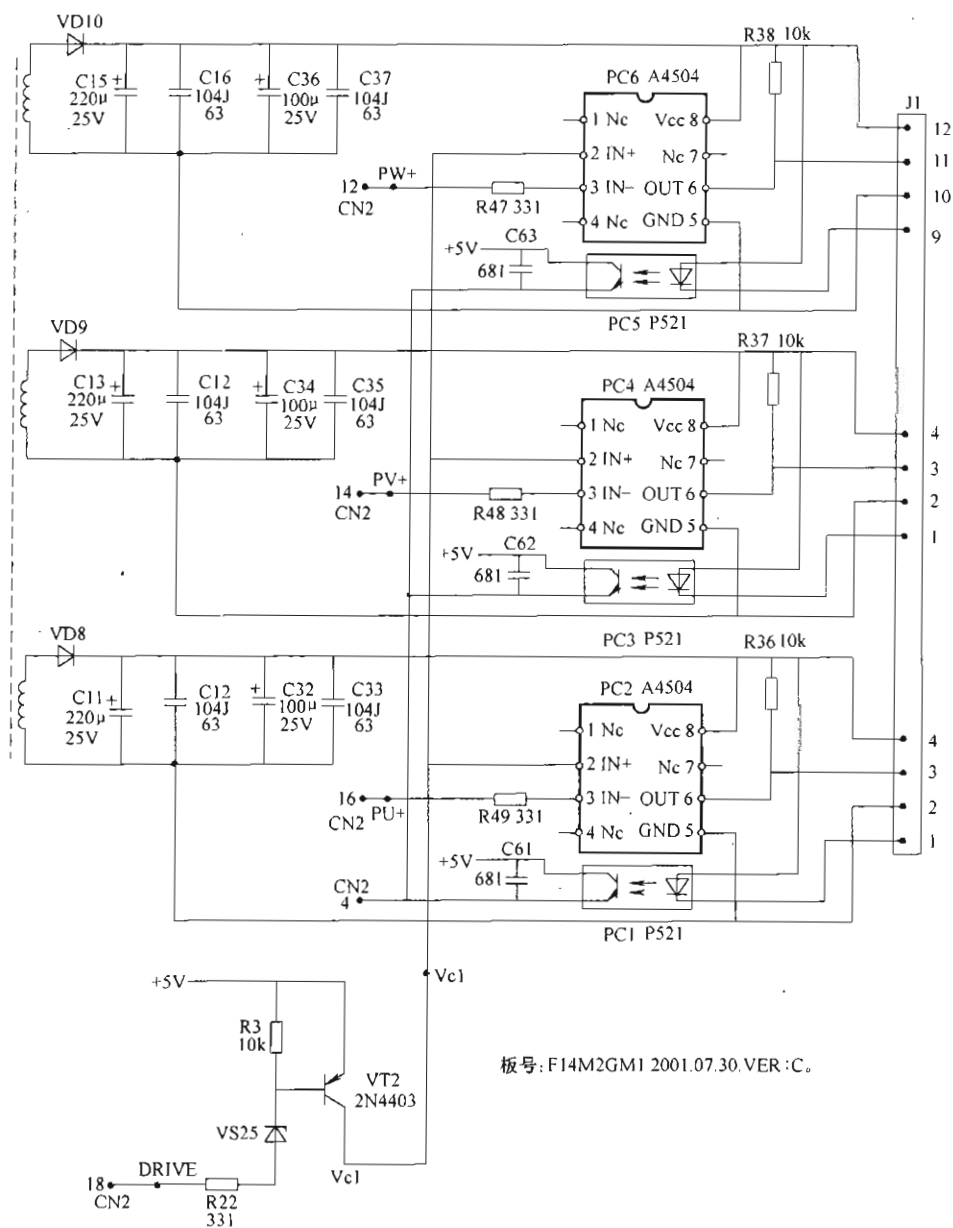 VD10
C15
+
220μ
25V
C16
104J
63
+
C36
100μ
25V
C37
104J
63
R38 10k
PC6 A4504
1 Nc
Vcc 8
2 IN+
Nc 7
3 IN-
OUT 6
4 Nc
GND 5
J1
12
11
10
9
PW+
12
CN2
R47 331
+5V
C63
681
PC5 P521
VD9
C13
+
220μ
25V
C12
104J
63
+
C34
100μ
25V
C35
104J
63
R37 10k
PC4 A4504
1 Nc
Vcc 8
2 IN+
Nc 7
3 IN-
OUT 6
4 Nc
GND 5
4
3
2
1
PV+
14
CN2
R48 331
+5V
C62
681
PC3 P521
VD8
C11
+
220μ
25V
C12
104J
63
+
C32
100μ
25V
C33
104J
63
R36 10k
PC2 A4504
1 Nc
Vcc 8
2 IN+
Nc 7
3 IN-
OUT 6
4 Nc
GND 5
4
3
2
1
16
CN2
PU+
R49 331
+5V
C61
681
CN2
4
PC1 P521
Vc1
+5V
R3
10k
VT2
2N4403
VS25
Vc1
DRIVE
18
CN2
R22
331
板号:F14M2GM1 2001.07.30.VER:C。